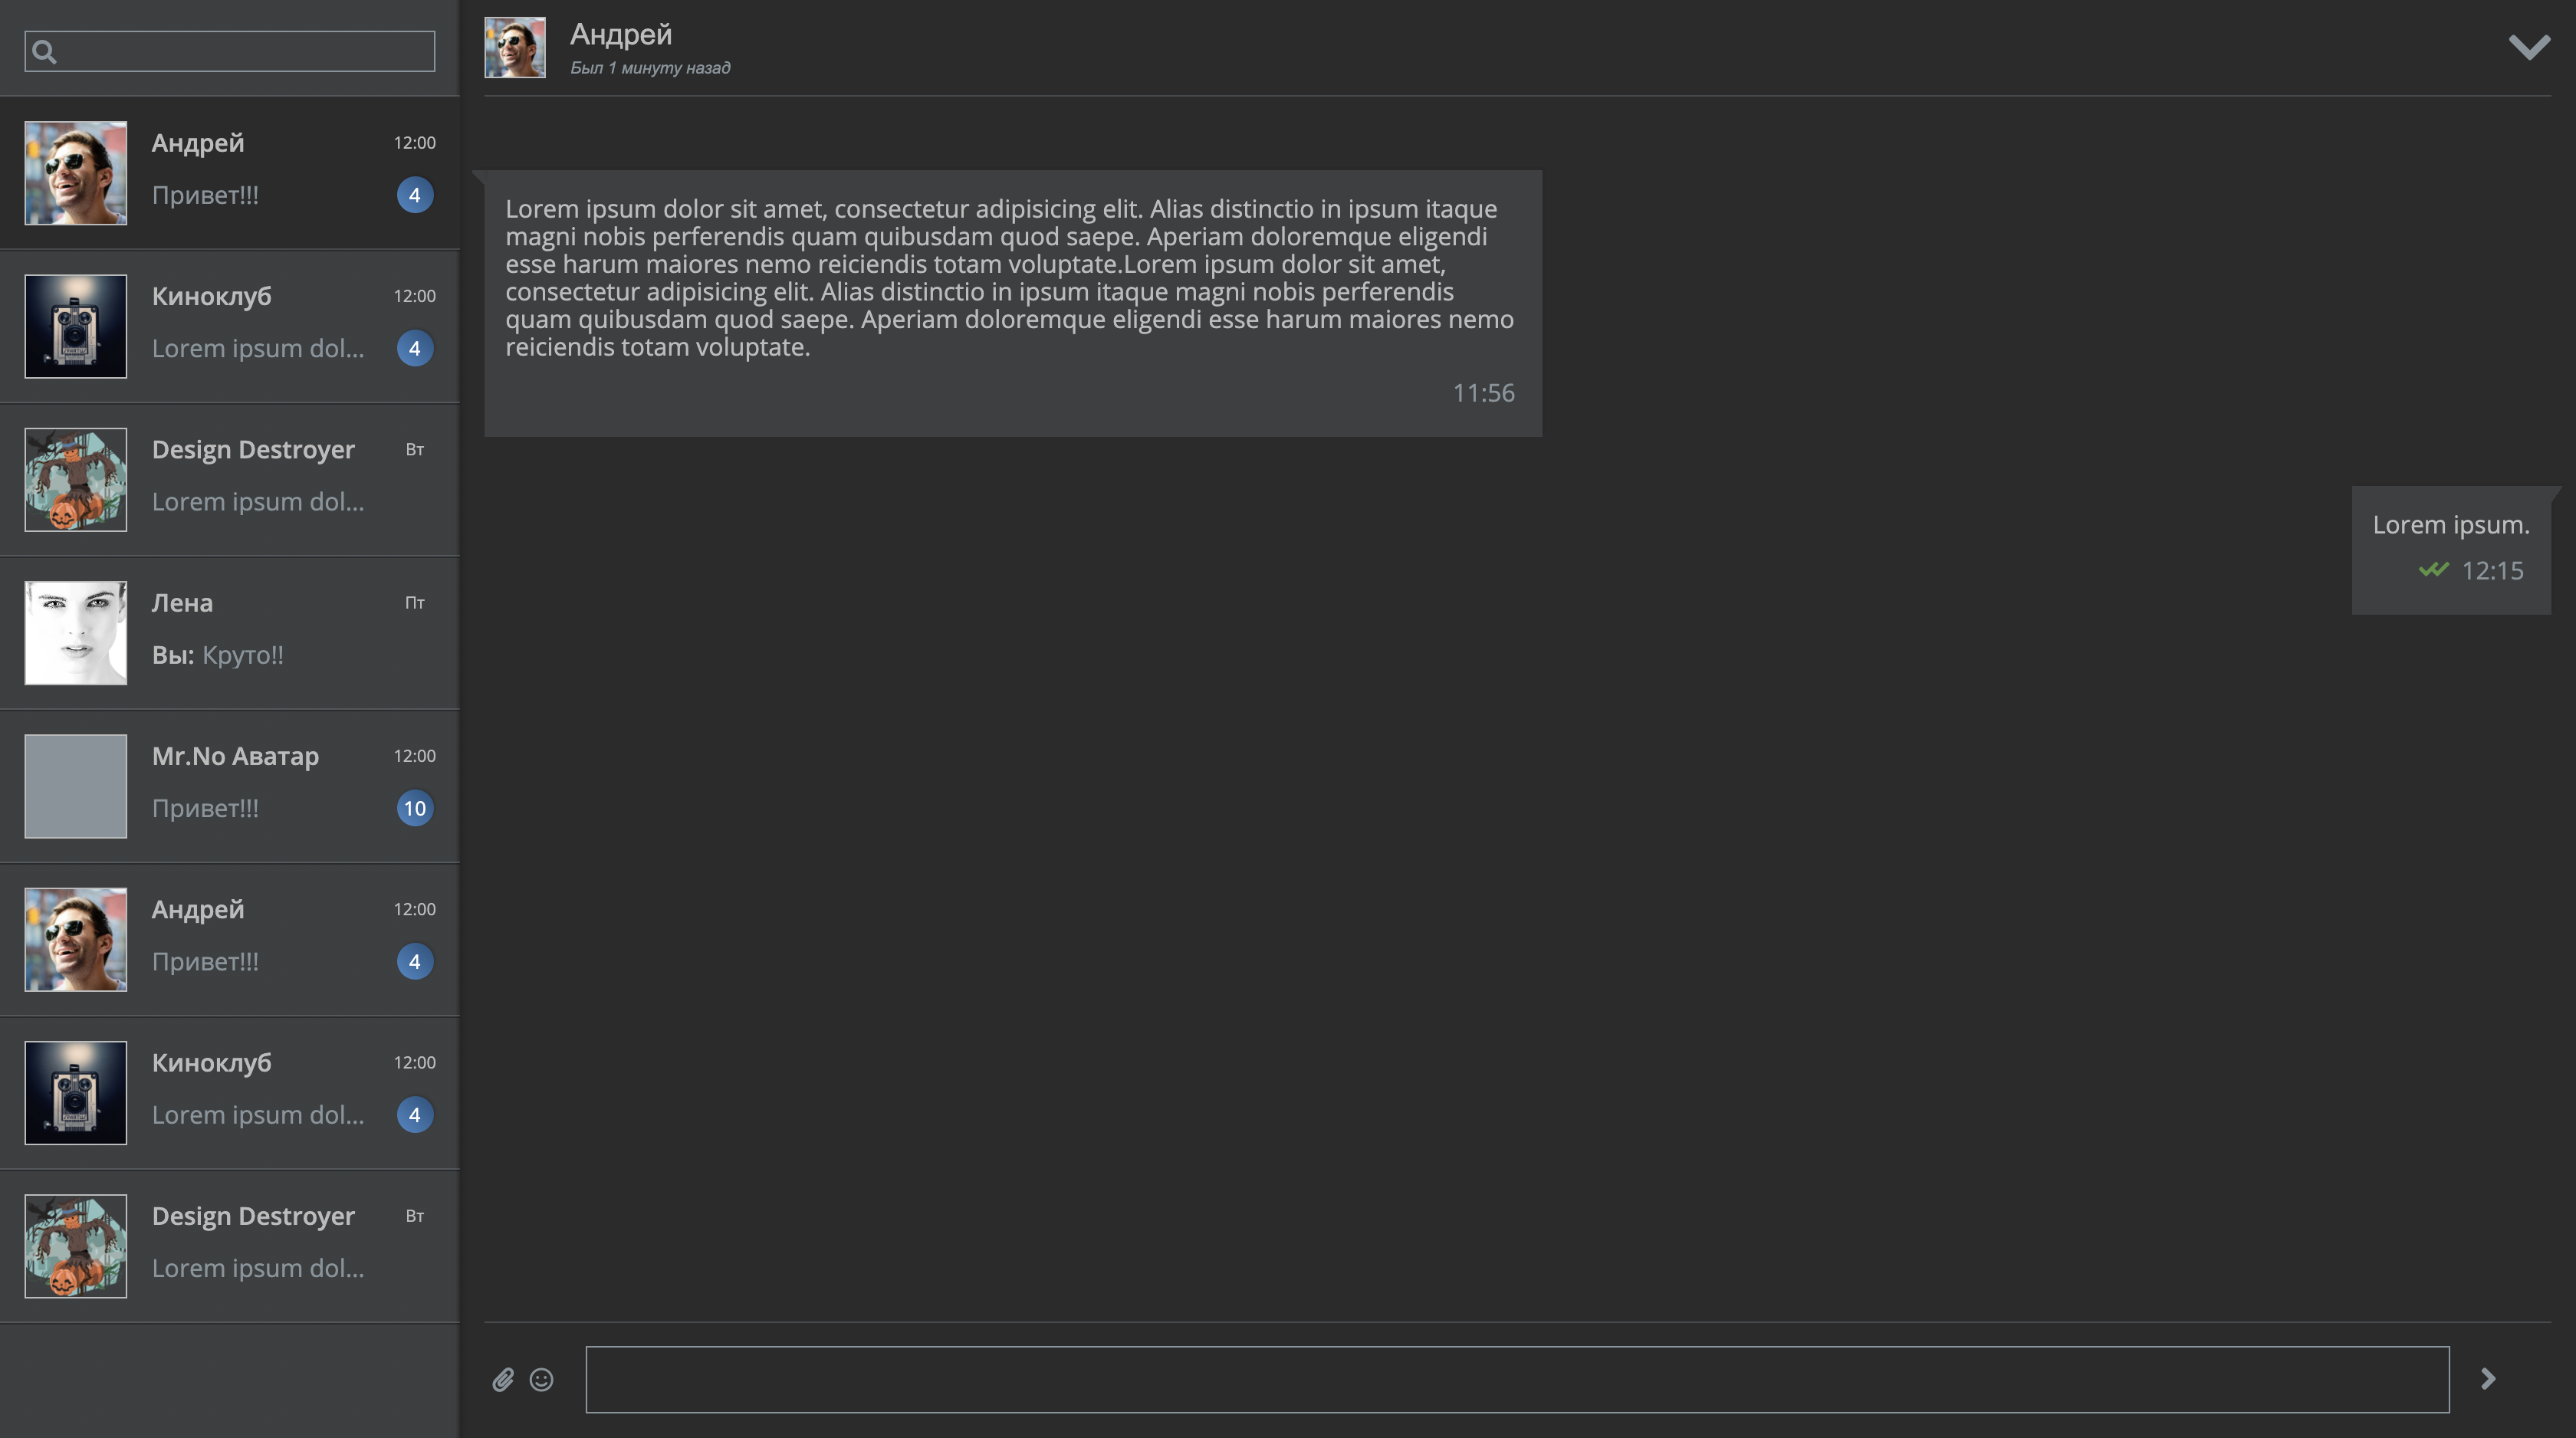 Андрей
12:00
Привет!!!
4
Киноклуб
12:00
Lorem ipsum dol...
4
Design Destroyer
Вт
Lorem ipsum dol...
Лена
Пт
Вы: Круто!!
Mr.No Аватар
12:00
Привет!!!
10
Андрей
12:00
Привет!!!
4
Киноклуб
12:00
Lorem ipsum dol...
4
Design Destroyer
Вт
Lorem ipsum dol...
Андрей
Был 1 минуту назад
Lorem ipsum dolor sit amet, consectetur adipisicing elit. Alias distinctio in ipsum itaque
magni nobis perferendis quam quibusdam quod saepe. Aperiam doloremque eligendi
esse harum maiores nemo reiciendis totam voluptate.Lorem ipsum dolor sit amet,
consectetur adipisicing elit. Alias distinctio in ipsum itaque magni nobis perferendis
quam quibusdam quod saepe. Aperiam doloremque eligendi esse harum maiores nemo
reiciendis totam voluptate.
11:56
Lorem ipsum.
12:15